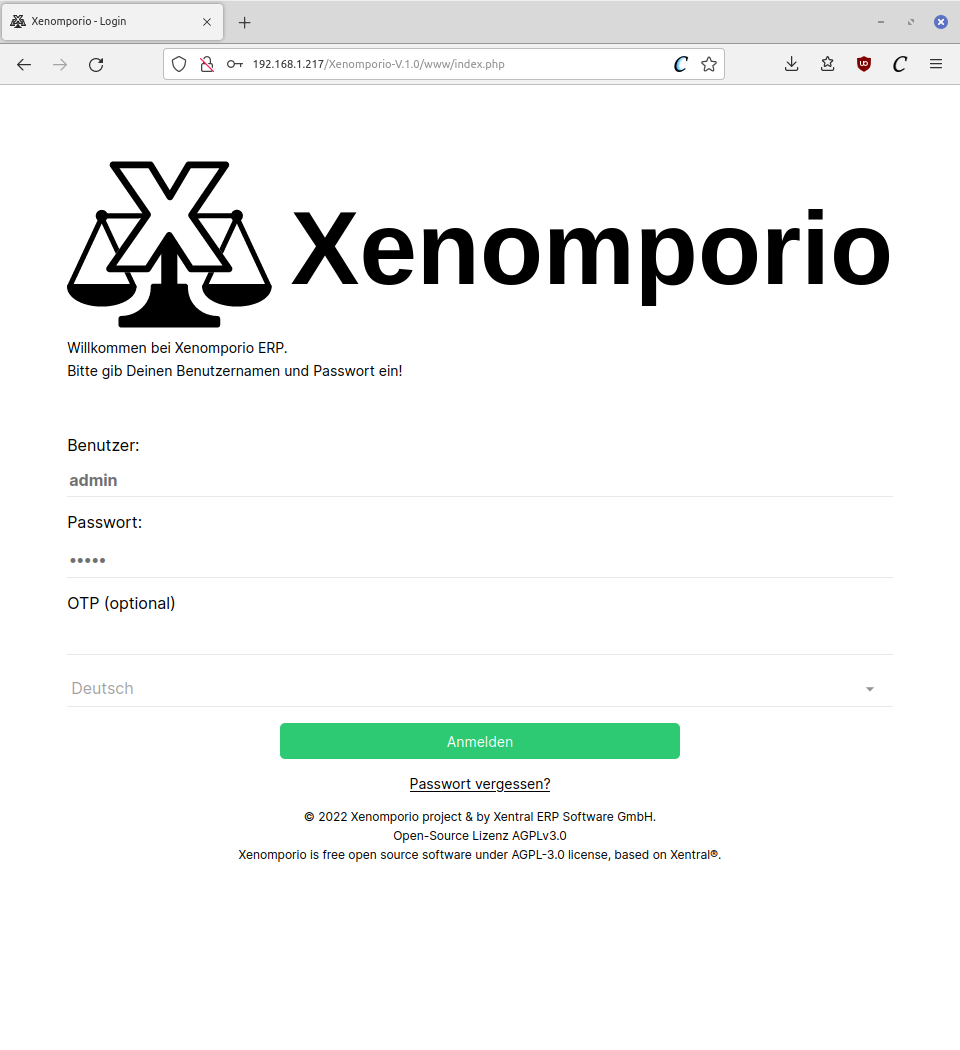 Xenomporio - Login
192.168.1.217/Xenomporio-V.1.0/www/index.php
X Xenomporio
Willkommen bei Xenomporio ERP.
Bitte gib Deinen Benutzernamen und Passwort ein!
Benutzer:
admin
Passwort:
•••••
OTP (optional)
Deutsch
Anmelden
Passwort vergessen?
© 2022 Xenomporio project & by Xentral ERP Software GmbH.
Open-Source Lizenz AGPLv3.0
Xenomporio is free open source software under AGPL-3.0 license, based on Xentral®.